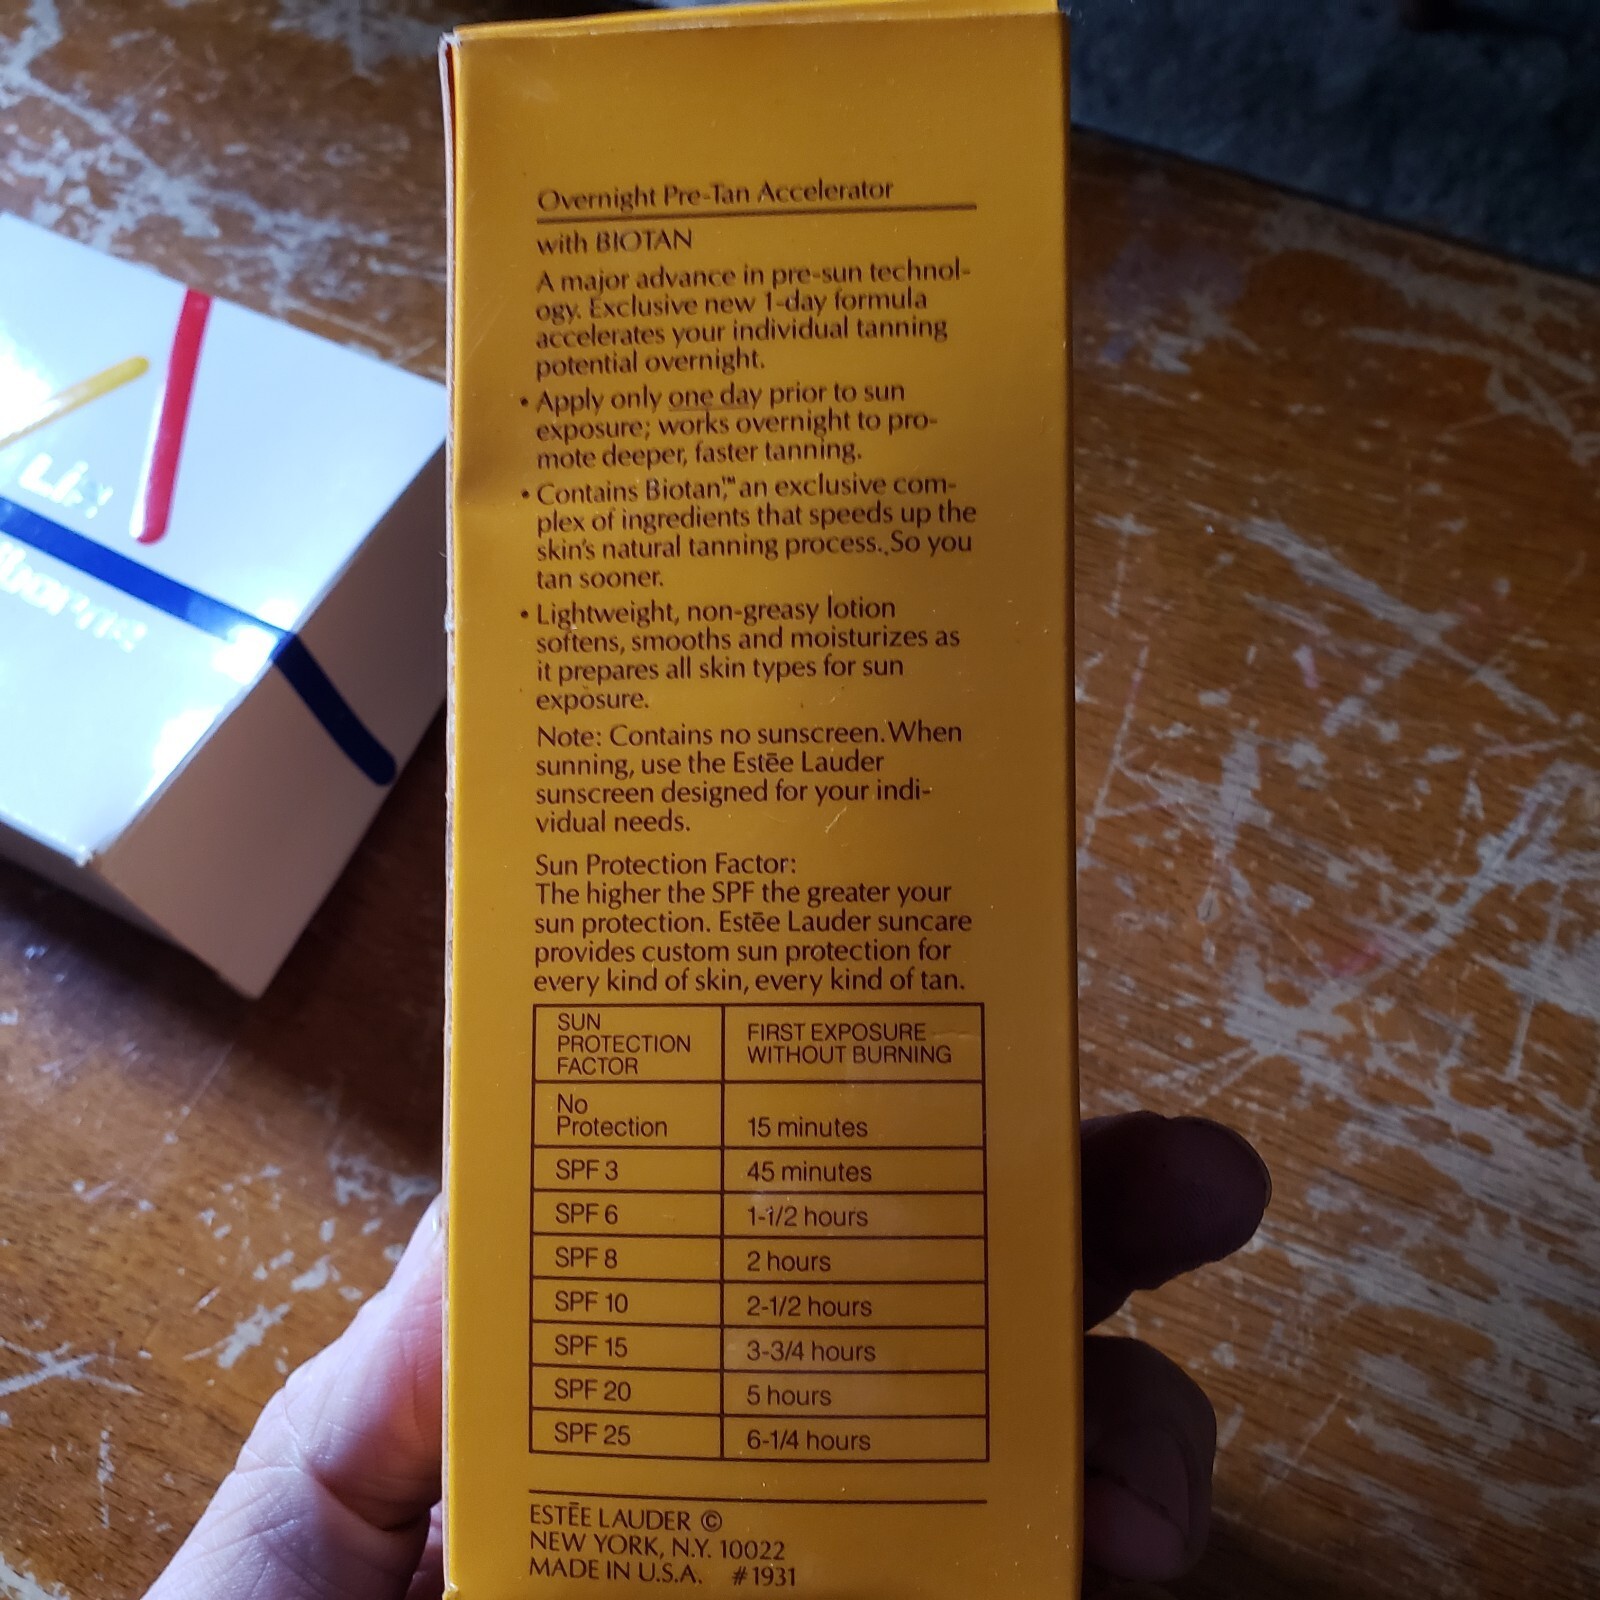 Overnight Pre-Tan Accelerator
with BIOTAN
A major advance in pre-sun technol-
ogy. Exclusive new 1-day formula
accelerates your individual tanning
potential overnight.
• Apply only one day prior to sun
exposure; works overnight to pro-
mote deeper, faster tanning.
• Contains Biotan,™ an exclusive com-
plex of ingredients that speeds up the
skin's natural tanning process. So you
tan sooner.
• Lightweight, non-greasy lotion
softens, smooths and moisturizes as
it prepares all skin types for sun
exposure.
Note: Contains no sunscreen. When
sunning, use the Estēe Lauder
sunscreen designed for your indi-
vidual needs.
Sun Protection Factor:
The higher the SPF the greater your
sun protection. Estēe Lauder suncare
provides custom sun protection for
every kind of skin, every kind of tan.
SUN
PROTECTION
FACTOR
FIRST EXPOSURE
WITHOUT BURNING
No
Protection
15 minutes
SPF 3 45 minutes
SPF 6 1-1/2 hours
SPF 8 2 hours
SPF 10 2-1/2 hours
SPF 15 3-3/4 hours
SPF 20 5 hours
SPF 25 6-1/4 hours
ESTĒE LAUDER ©
NEW YORK, N.Y. 10022
MADE IN U.S.A. #1931
Liz